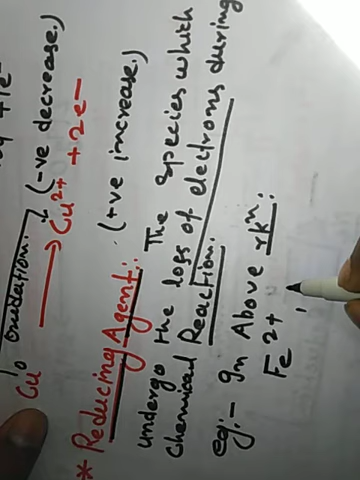 Cu° oxidation (-ve decrease.)
⟶ Cu²⁺ + 2e-
* Reducing Agent:- (+ve increase.)
The species which
undergo the loss of electrons during
chemical Reaction.
eg:- In Above rkⁿ:
Fe²⁺,